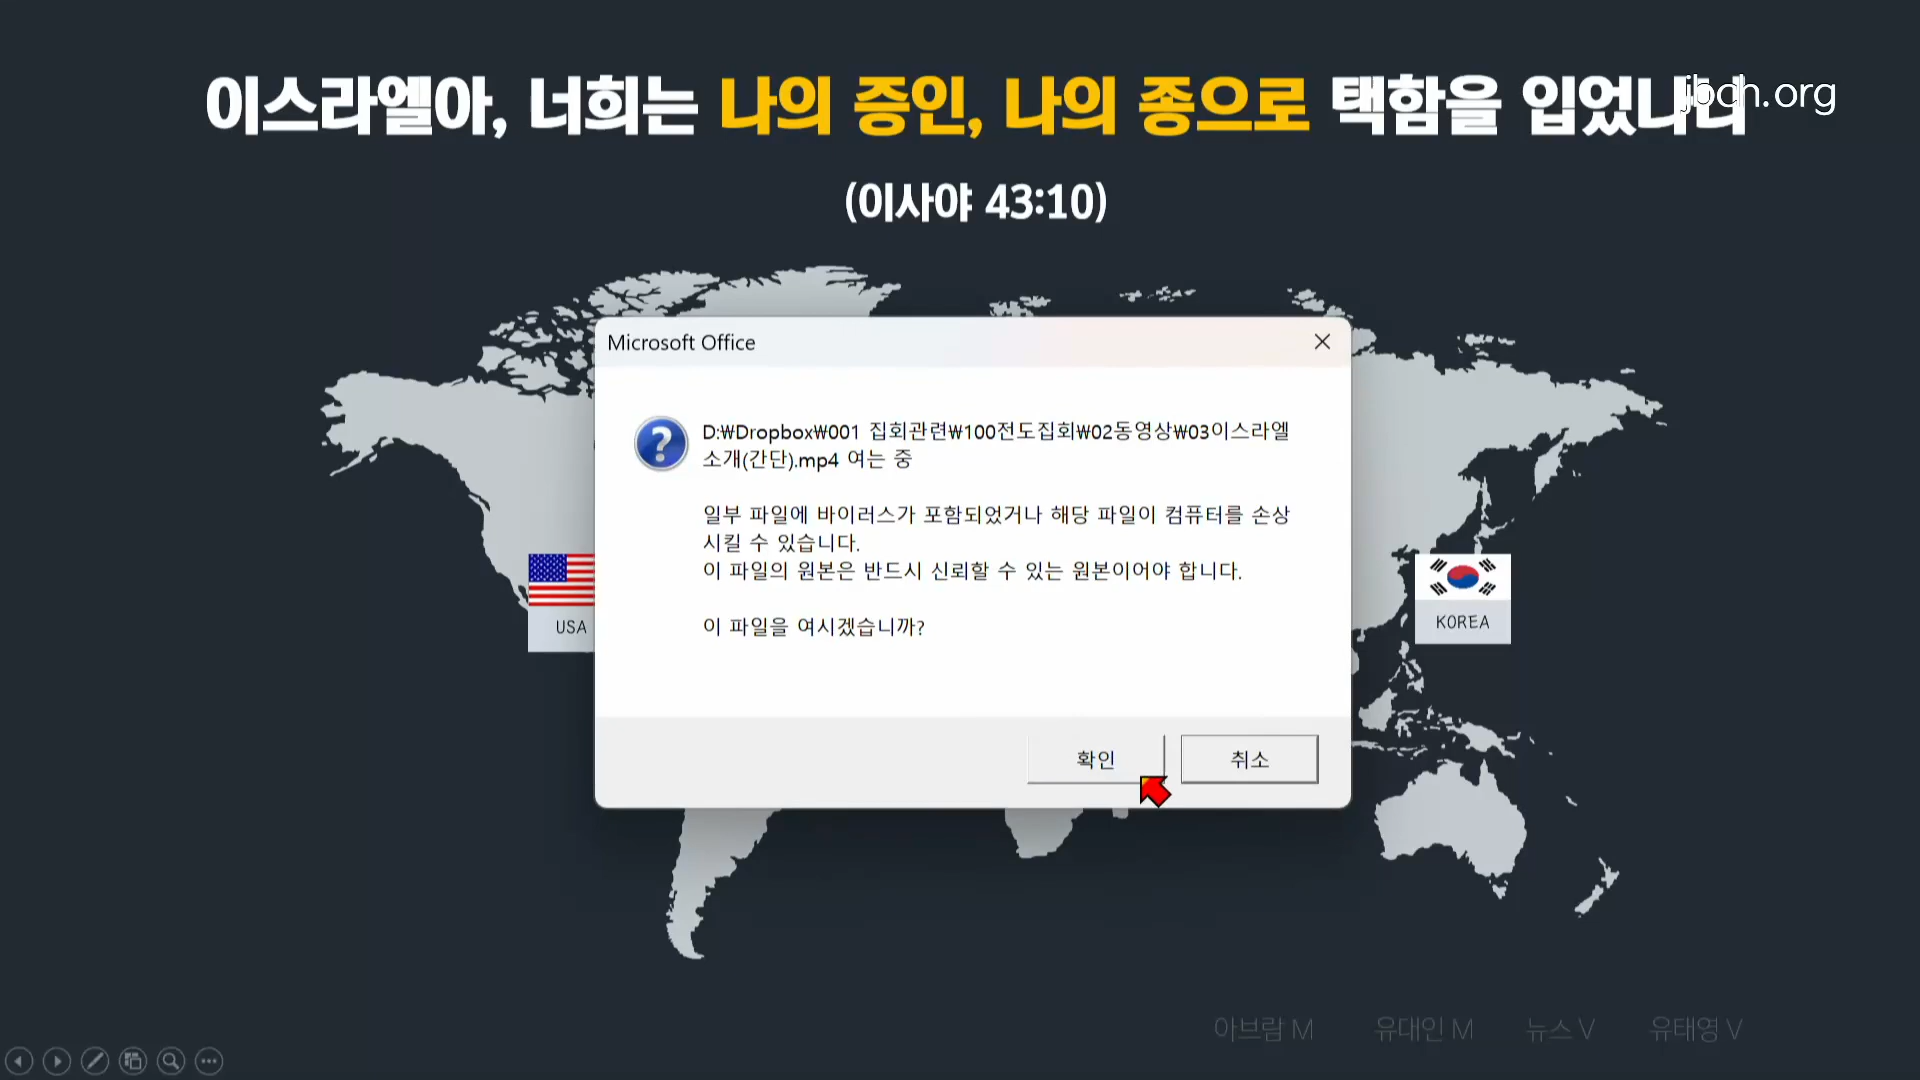 이스라엘아, 너희는 나의 증인, 나의 종으로 택함을 입었나니
jbch.org
(이사야 43:10)
Microsoft Office
D:₩Dropbox₩001 집회관련₩100전도집회₩02동영상₩03이스라엘
소개(간단).mp4 여는 중
일부 파일에 바이러스가 포함되었거나 해당 파일이 컴퓨터를 손상
시킬 수 있습니다.
이 파일의 원본은 반드시 신뢰할 수 있는 원본이어야 합니다.
이 파일을 여시겠습니까?
USA
KOREA
확인
취소
아브람 M
유대인 M
뉴스 V
유태영 V